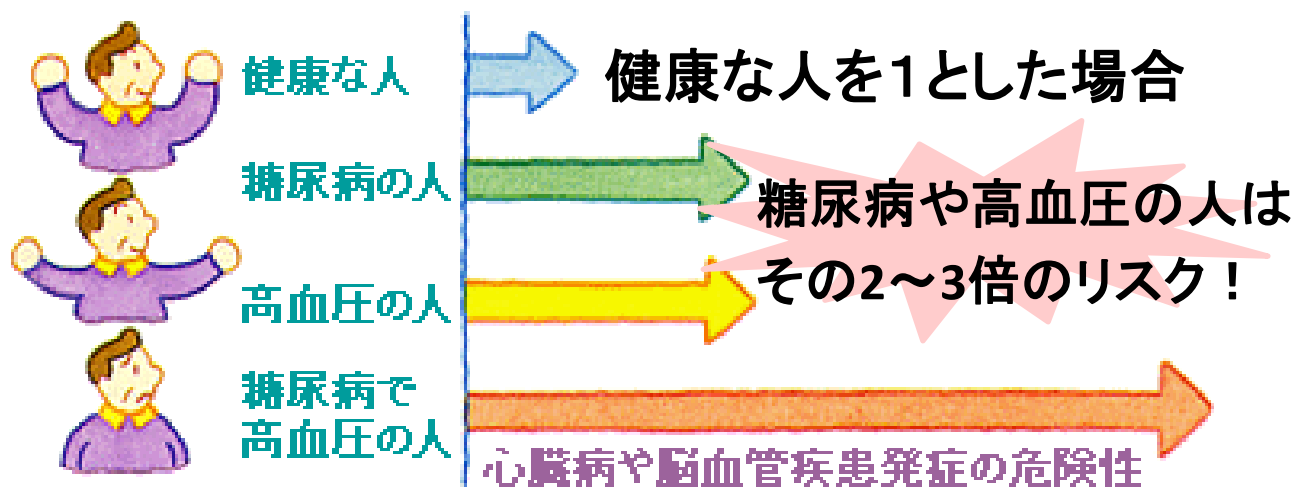 健康な人
健康な人を1とした場合
糖尿病の人
糖尿病や高血圧の人は
その2～3倍のリスク！
高血圧の人
糖尿病で
高血圧の人
心臓病や脳血管疾患発症の危険性